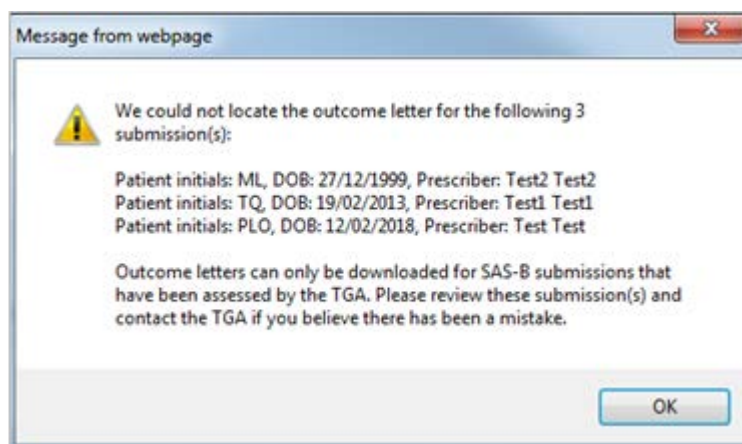 Message from webpage
We could not locate the outcome letter for the following 3
submission(s):
Patient initials: ML, DOB: 27/12/1999, Prescriber: Test2 Test2
Patient initials: TQ, DOB: 19/02/2013, Prescriber: Test1 Test1
Patient initials: PLO, DOB: 12/02/2018, Prescriber: Test Test
Outcome letters can only be downloaded for SAS-B submissions that
have been assessed by the TGA. Please review these submission(s) and
contact the TGA if you believe there has been a mistake.
OK